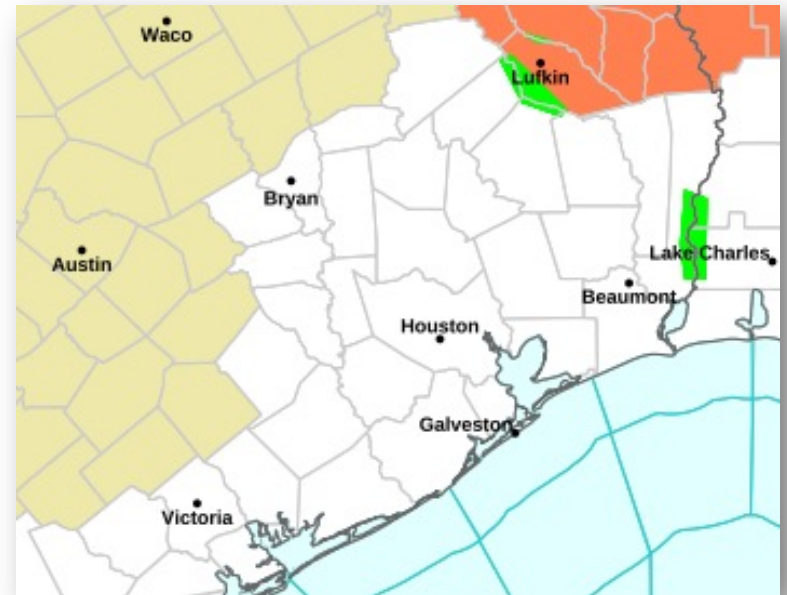 Waco
Lufkin
Bryan
Austin
Lake Charles
Beaumont
Houston
Galveston
Victoria